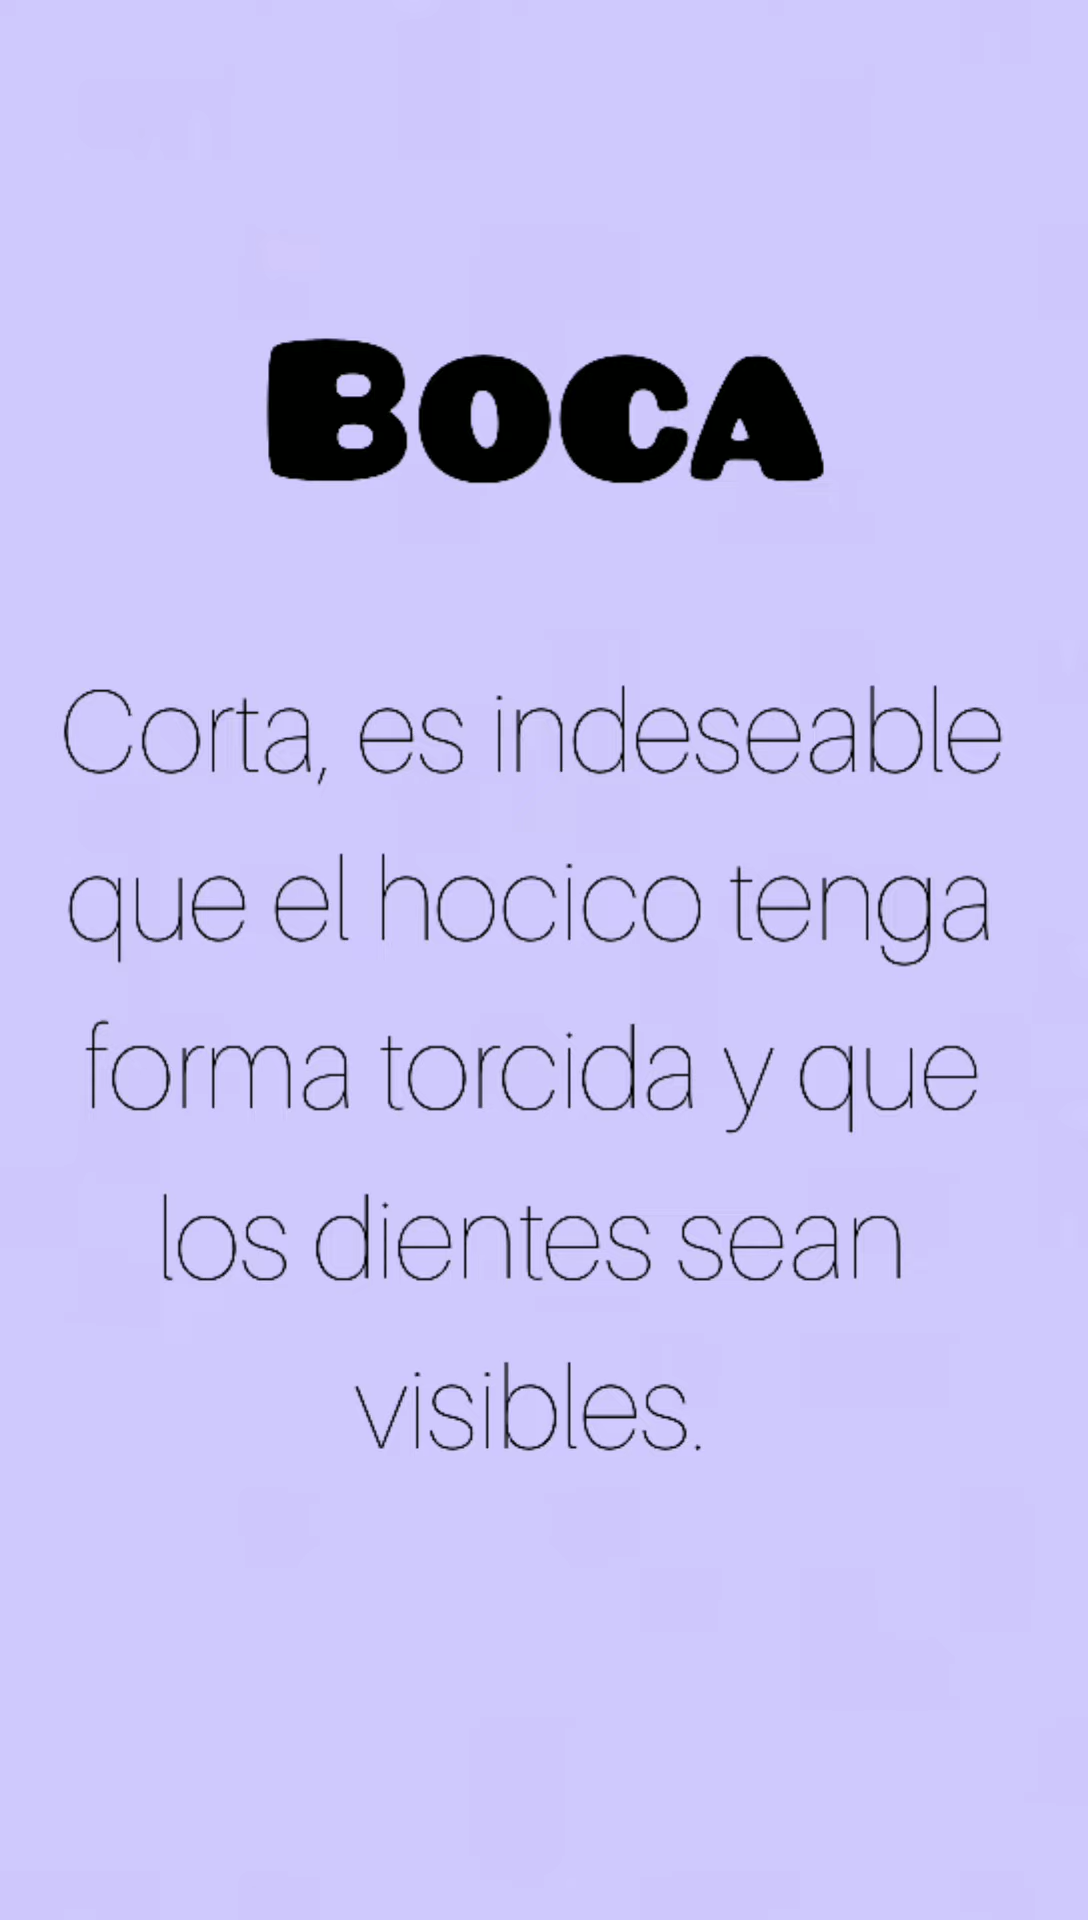 BOCA
Corta, es indeseable
que el hocico tenga
forma torcida y que
los dientes sean
visibles.